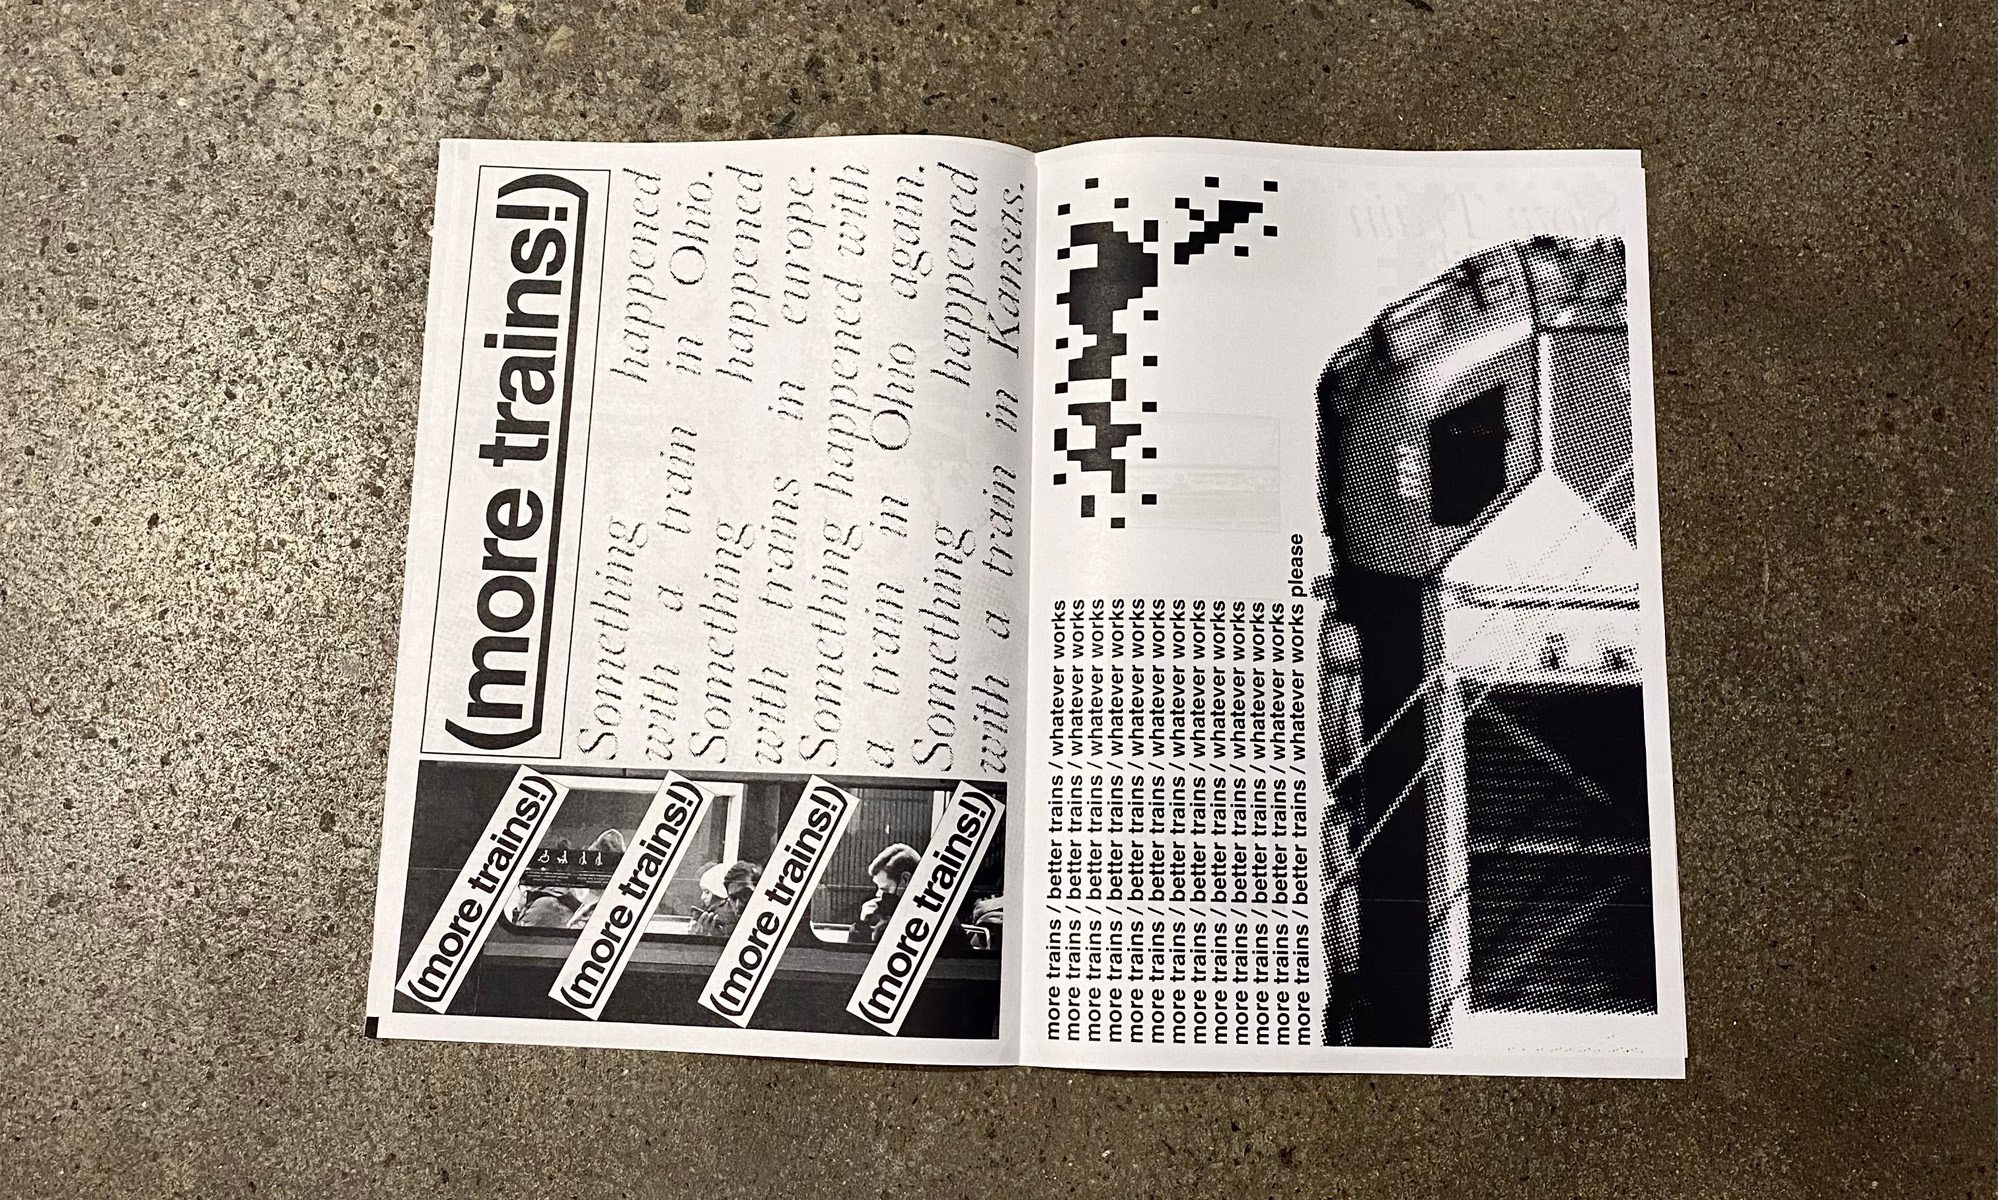 (more trains!)
Something happened
with a train in Ohio.
Something happened
with trains in europe.
Something happened with
a train in Ohio again.
Something happened
with a train in Kansas.
(more trains!)
(more trains!)
(more trains!)
(more trains!)
more trains / better trains / whatever works
more trains / better trains / whatever works
more trains / better trains / whatever works
more trains / better trains / whatever works
more trains / better trains / whatever works
more trains / better trains / whatever works
more trains / better trains / whatever works
more trains / better trains / whatever works
more trains / better trains / whatever works
more trains / better trains / whatever works
more trains / better trains / whatever works
more trains / better trains / whatever works
more trains / better trains / whatever works please